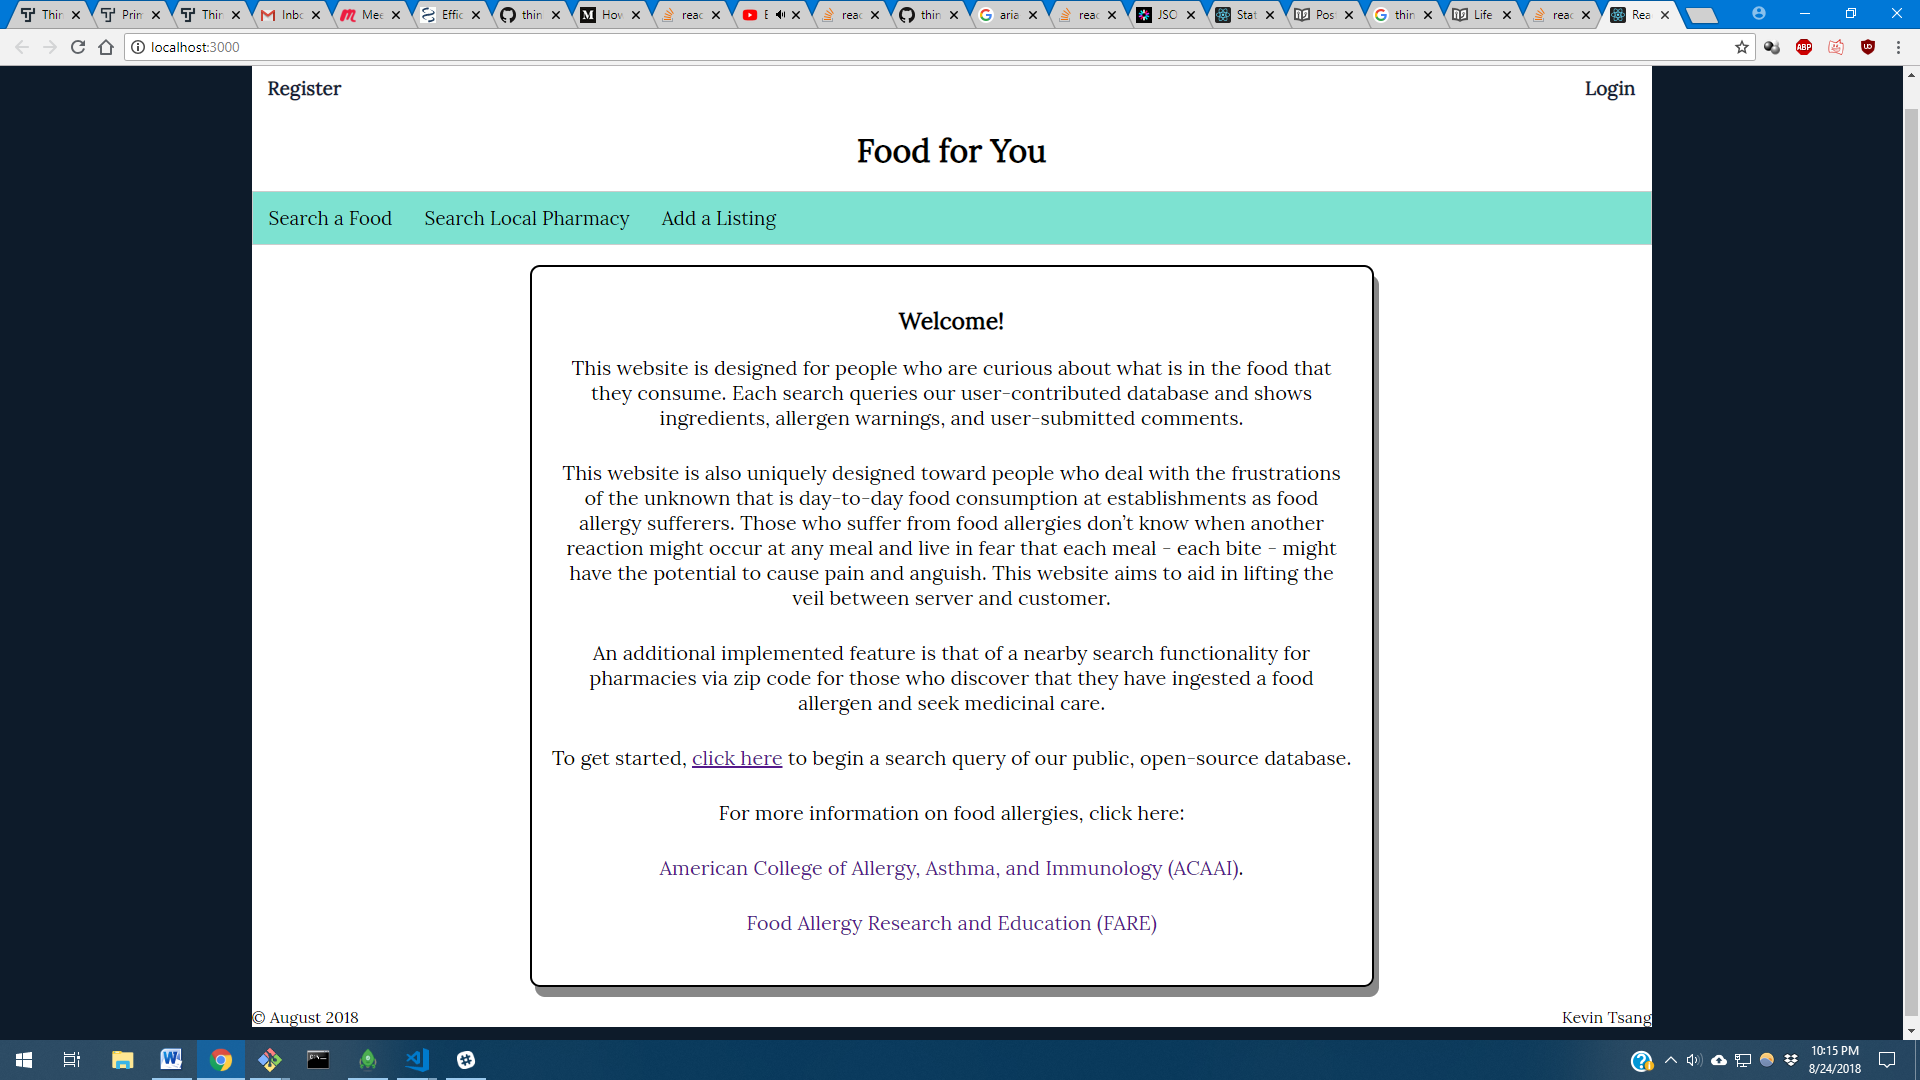 Thin
Prim
Thin
Inbo
Mee
Effic
thin
How
reac
E
reac
thin
aria
reac
JSO
Stat
Pos
thin
Life
reac
Rea
localhost:3000
ABP
Register
Login
Food for You
Search a Food
Search Local Pharmacy
Add a Listing
Welcome!
This website is designed for people who are curious about what is in the food that
they consume. Each search queries our user-contributed database and shows
ingredients, allergen warnings, and user-submitted comments.
This website is also uniquely designed toward people who deal with the frustrations
of the unknown that is day-to-day food consumption at establishments as food
allergy sufferers. Those who suffer from food allergies don’t know when another
reaction might occur at any meal and live in fear that each meal - each bite - might
have the potential to cause pain and anguish. This website aims to aid in lifting the
veil between server and customer.
An additional implemented feature is that of a nearby search functionality for
pharmacies via zip code for those who discover that they have ingested a food
allergen and seek medicinal care.
To get started, click here to begin a search query of our public, open-source database.
For more information on food allergies, click here:
American College of Allergy, Asthma, and Immunology (ACAAI).
Food Allergy Research and Education (FARE)
© August 2018
Kevin Tsang
10:15 PM
8/24/2018